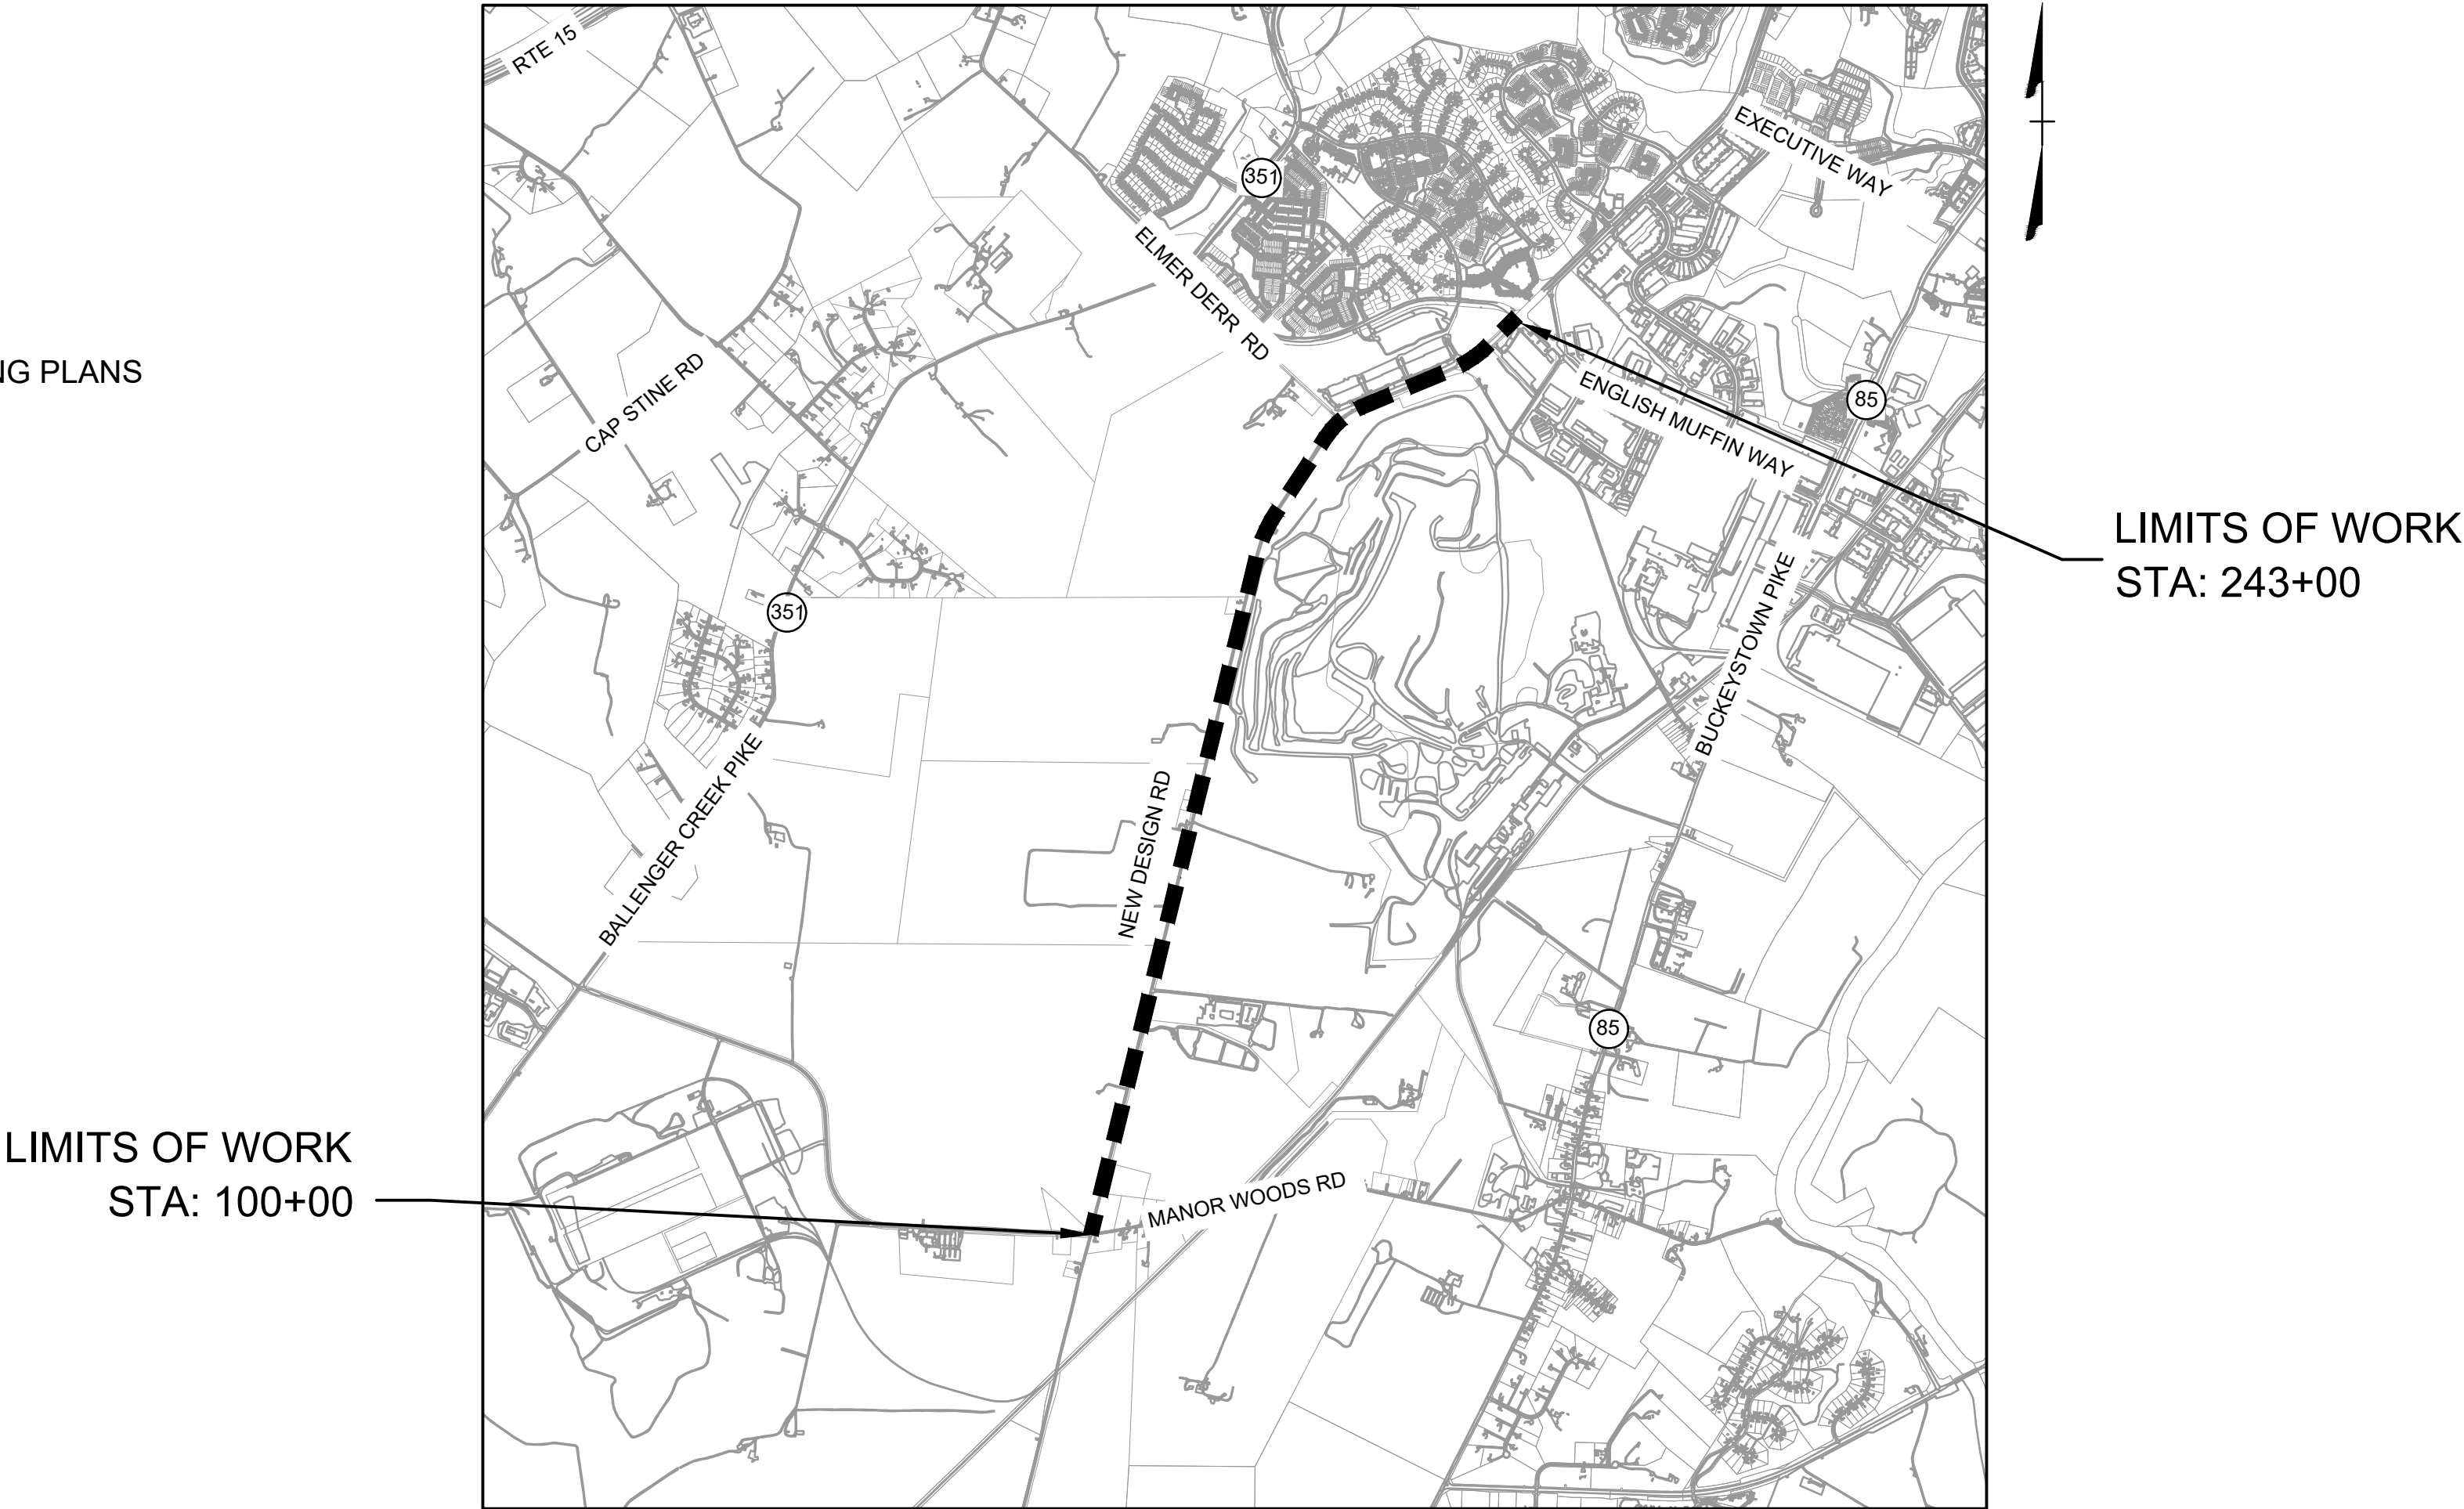 RTE 15
EXECUTIVE WAY
351
ELMER DERR RD
NG PLANS
CAP STINE RD
ENGLISH MUFFIN WAY
85
LIMITS OF WORK
STA: 243+00
351
BUCKEYSTOWN PIKE
BALLENGER CREEK PIKE
NEW DESIGN RD
85
LIMITS OF WORK
STA: 100+00
MANOR WOODS RD